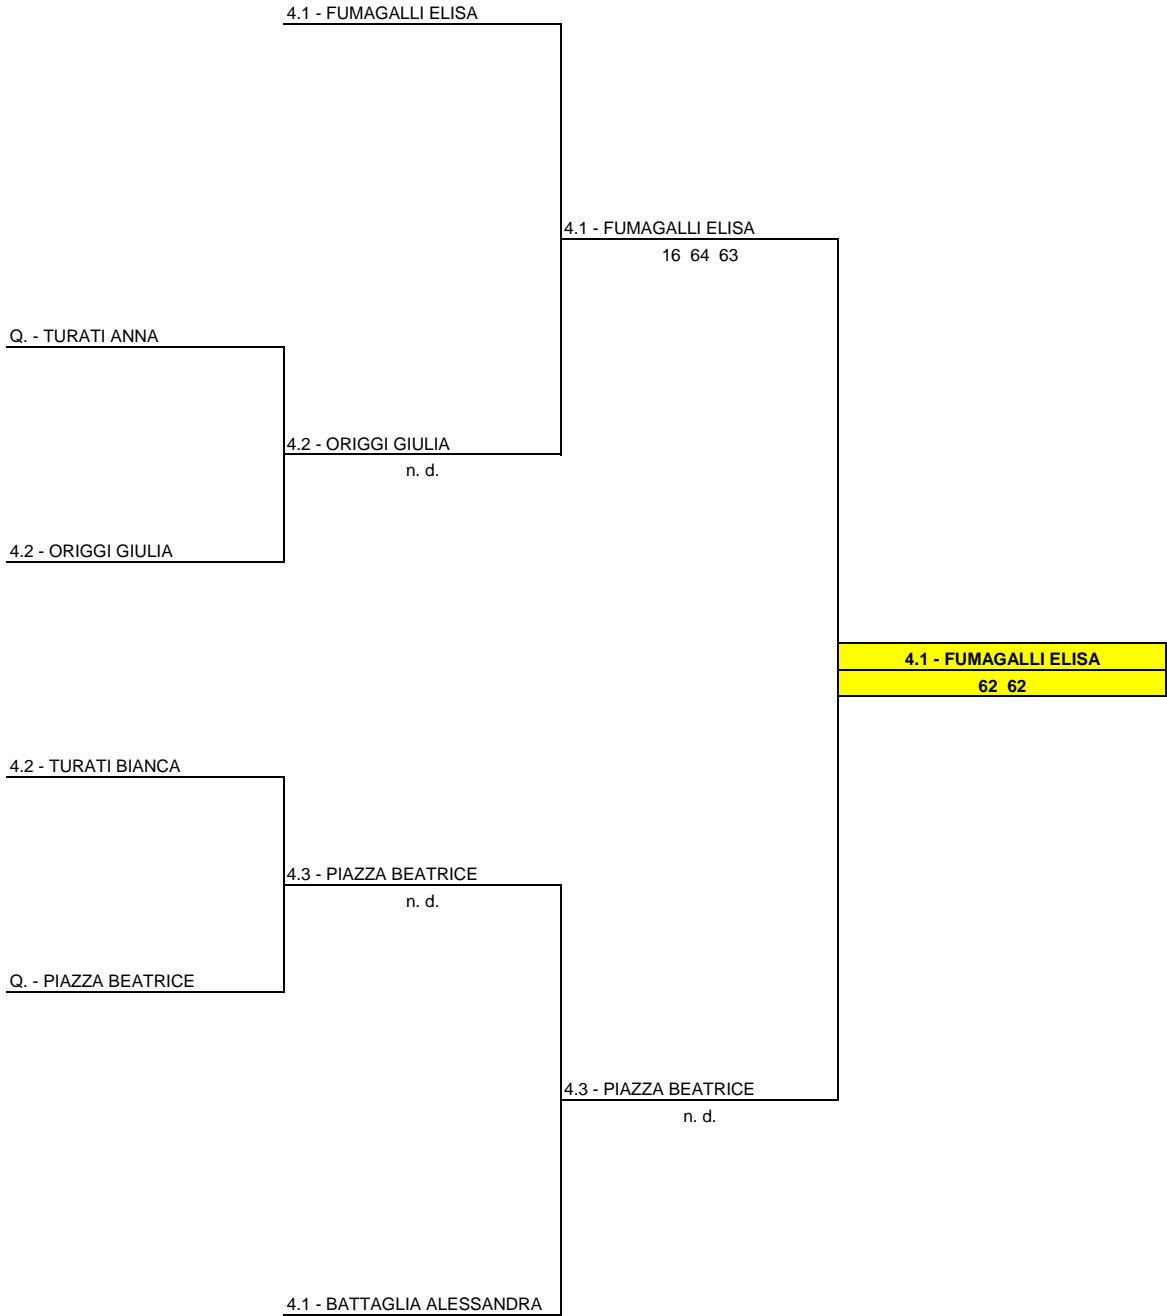 4.1 - FUMAGALLI ELISA
4.1 - FUMAGALLI ELISA
16 64 63
Q. - TURATI ANNA
4.2 - ORIGGI GIULIA
n. d.
4.2 - ORIGGI GIULIA
4.1 - FUMAGALLI ELISA
62 62
4.2 - TURATI BIANCA
4.3 - PIAZZA BEATRICE
n. d.
Q. - PIAZZA BEATRICE
4.3 - PIAZZA BEATRICE
n. d.
4.1 - BATTAGLIA ALESSANDRA